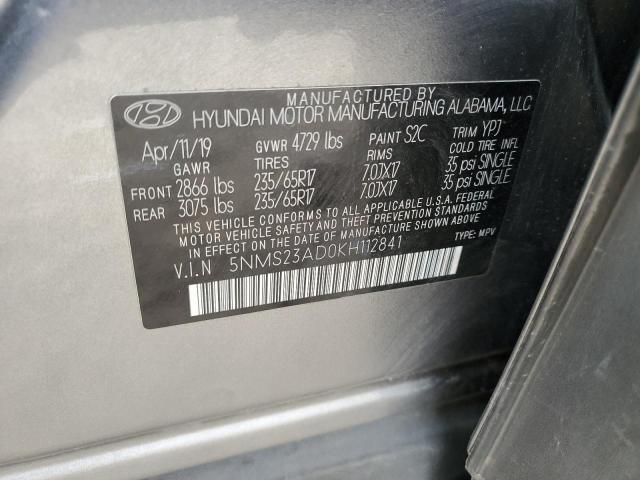 MANUFACTURED BY
HYUNDAI MOTOR MANUFACTURING ALABAMA, LLC
Apr/11/19 GVWR 4729 lbs PAINT S2C TRIM YPJ
GAWR TIRES RIMS COLD TIRE INFL
FRONT 2866 lbs 235/65R17 7.0JX17 35 psi SINGLE
REAR 3075 lbs 235/65R17 7.0JX17 35 psi SINGLE
THIS VEHICLE CONFORMS TO ALL APPLICABLE U.S.A. FEDERAL
MOTOR VEHICLE SAFETY AND THEFT PREVENTION STANDARDS
IN EFFECT ON THE DATE OF MANUFACTURE SHOWN ABOVE.
V.I.N 5NMS23AD0KH112841 TYPE: MPV